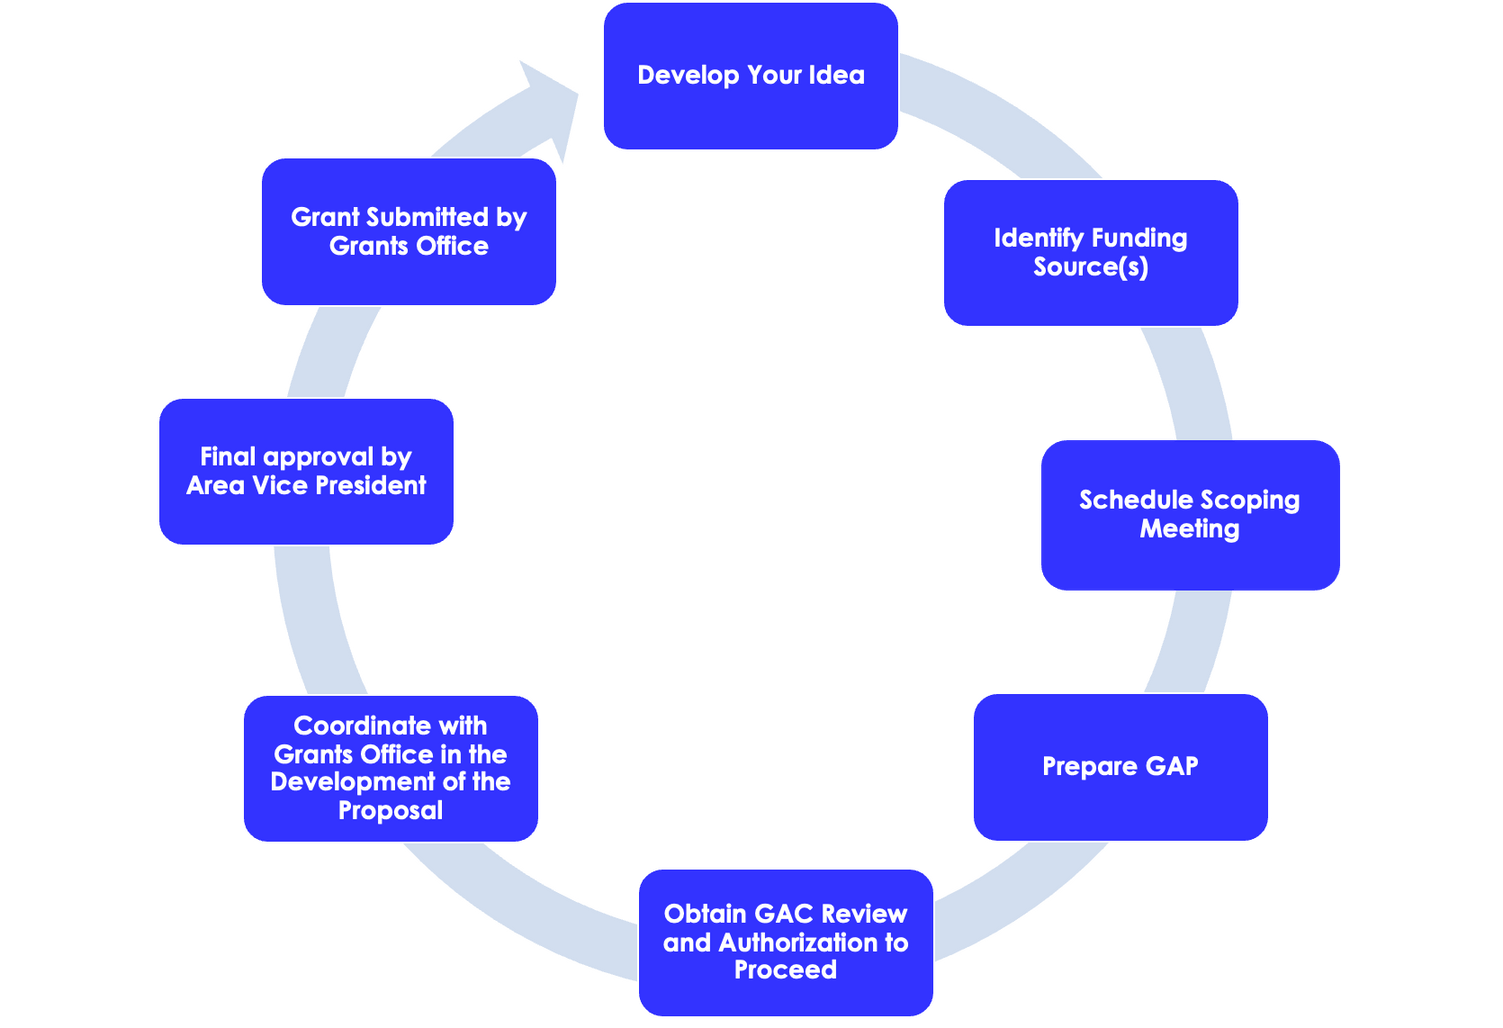 Develop Your Idea
Identify Funding
Source(s)
Schedule Scoping
Meeting
Prepare GAP
Obtain GAC Review
and Authorization to
Proceed
Coordinate with
Grants Office in the
Development of the
Proposal
Final approval by
Area Vice President
Grant Submitted by
Grants Office